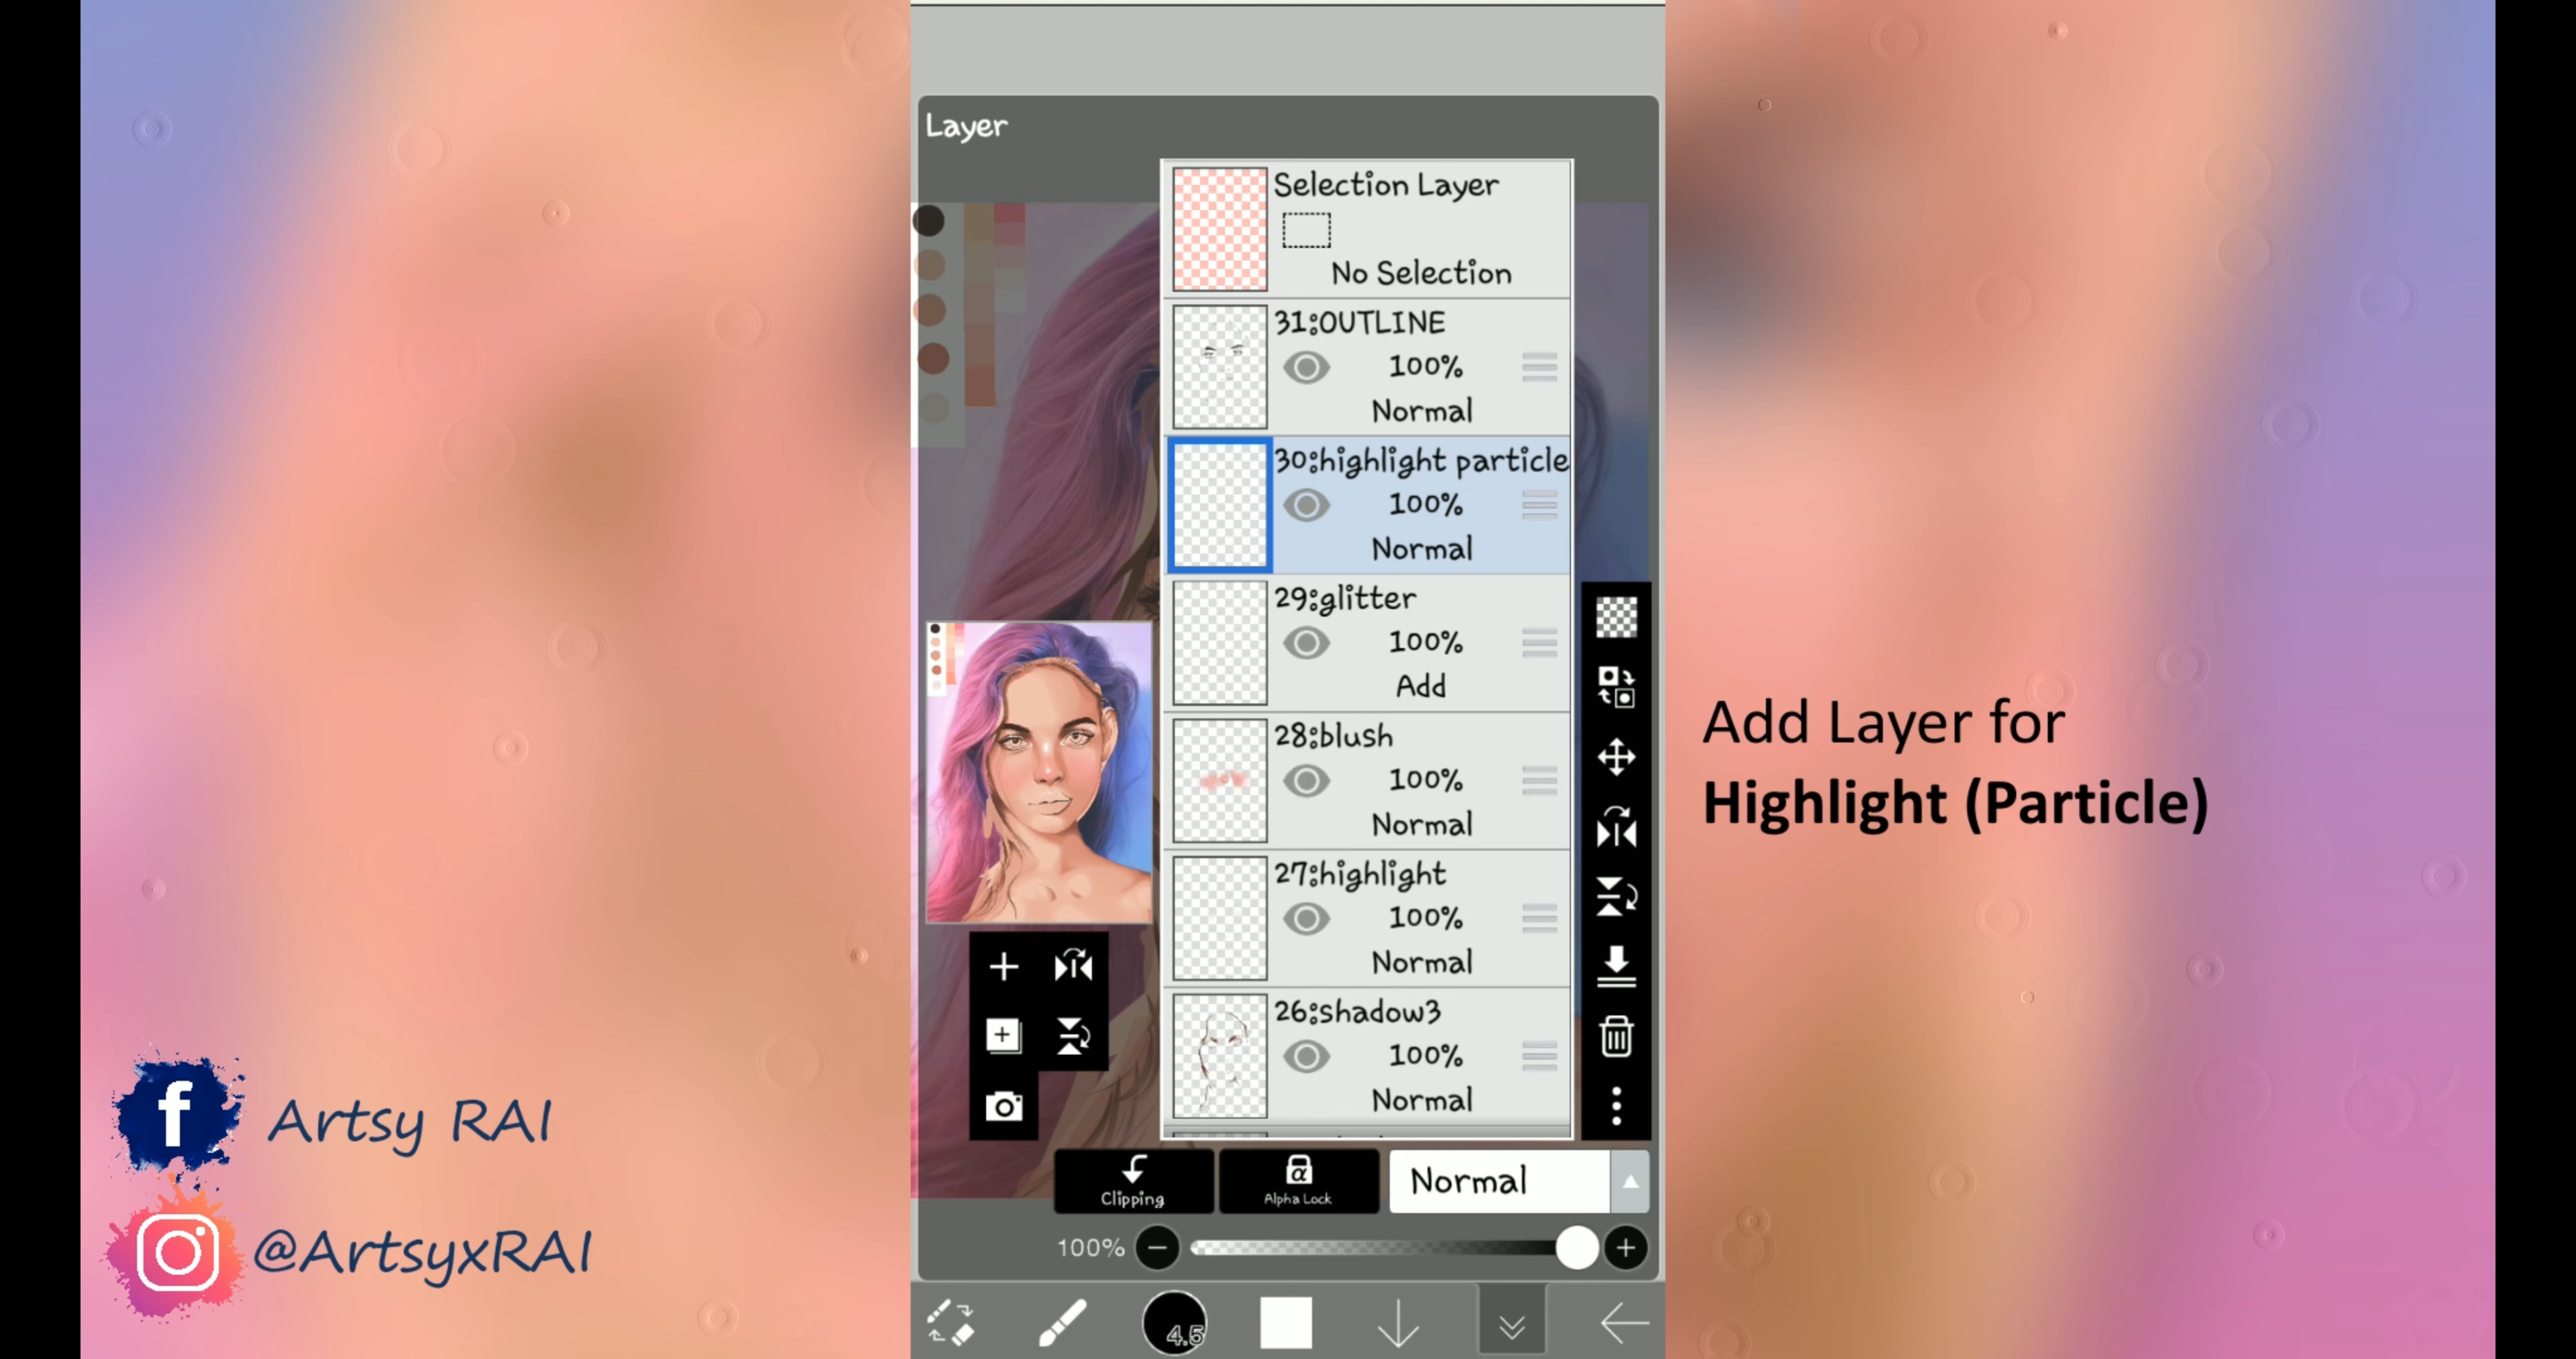 Layer
Selection Layer
No Selection
31:OUTLINE
100%
Normal
30:highlight particle
100%
Normal
29:glitter
100%
Add
28:blush
100%
Normal
27:highlight
100%
Normal
26:shadow3
100%
Normal
Clipping
α
Alpha Lock
Normal
100%
4.5
Add Layer for
Highlight (Particle)
f
Artsy RAI
@ArtsyxRAI